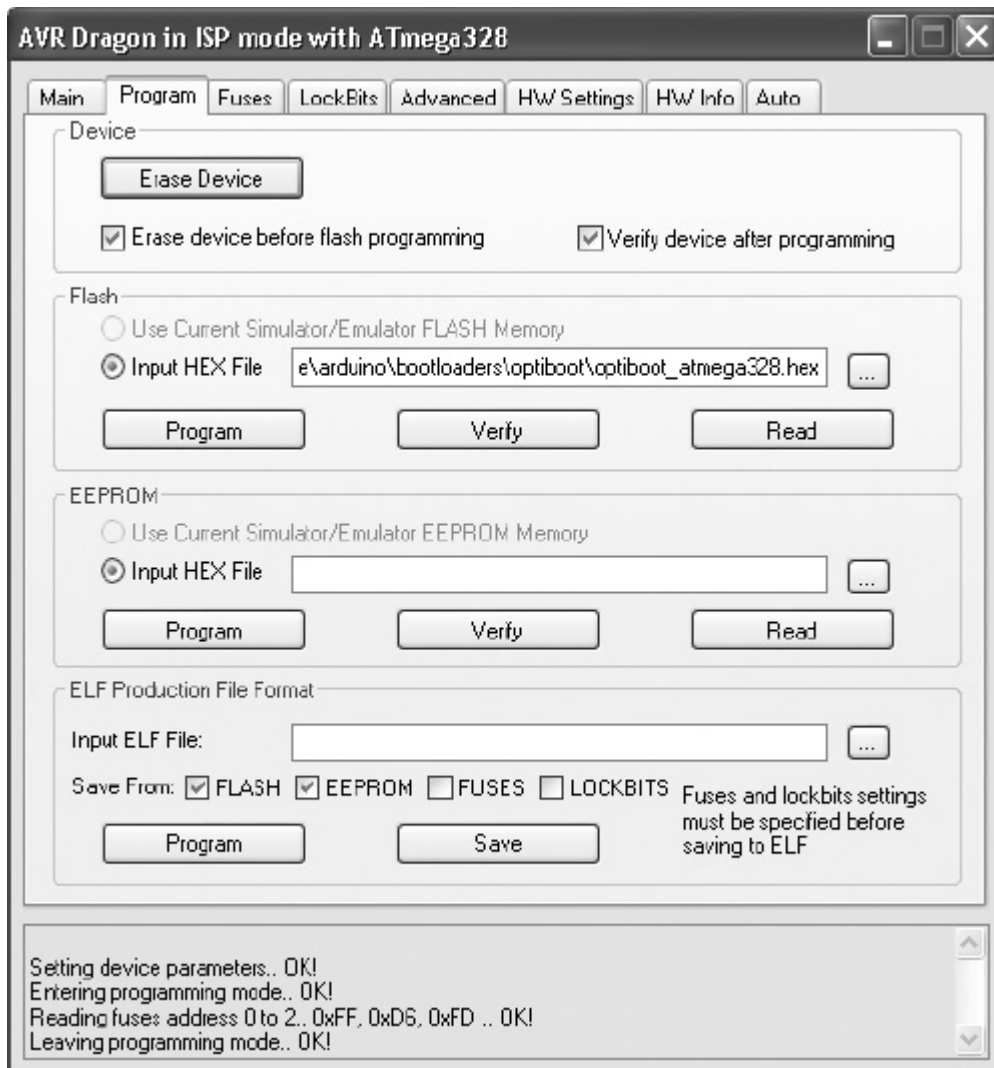 AVR Dragon in ISP mode with ATmega328
Main Program Fuses LockBits Advanced HW Settings HW Info Auto
Device
Erase Device
Erase device before flash programming Verify device after programming
Flash
Use Current Simulator/Emulator FLASH Memory
Input HEX File e\arduino\bootloaders\optiboot\optiboot_atmega328.hex ...
Program Verify Read
EEPROM
Use Current Simulator/Emulator EEPROM Memory
Input HEX File ...
Program Verify Read
ELF Production File Format
Input ELF File: ...
Save From: FLASH EEPROM FUSES LOCKBITS
Fuses and lockbits settings
must be specified before
saving to ELF
Program Save
Setting device parameters.. OK!
Entering programming mode.. OK!
Reading fuses address 0 to 2.. 0xFF, 0xD6, 0xFD .. OK!
Leaving programming mode.. OK!